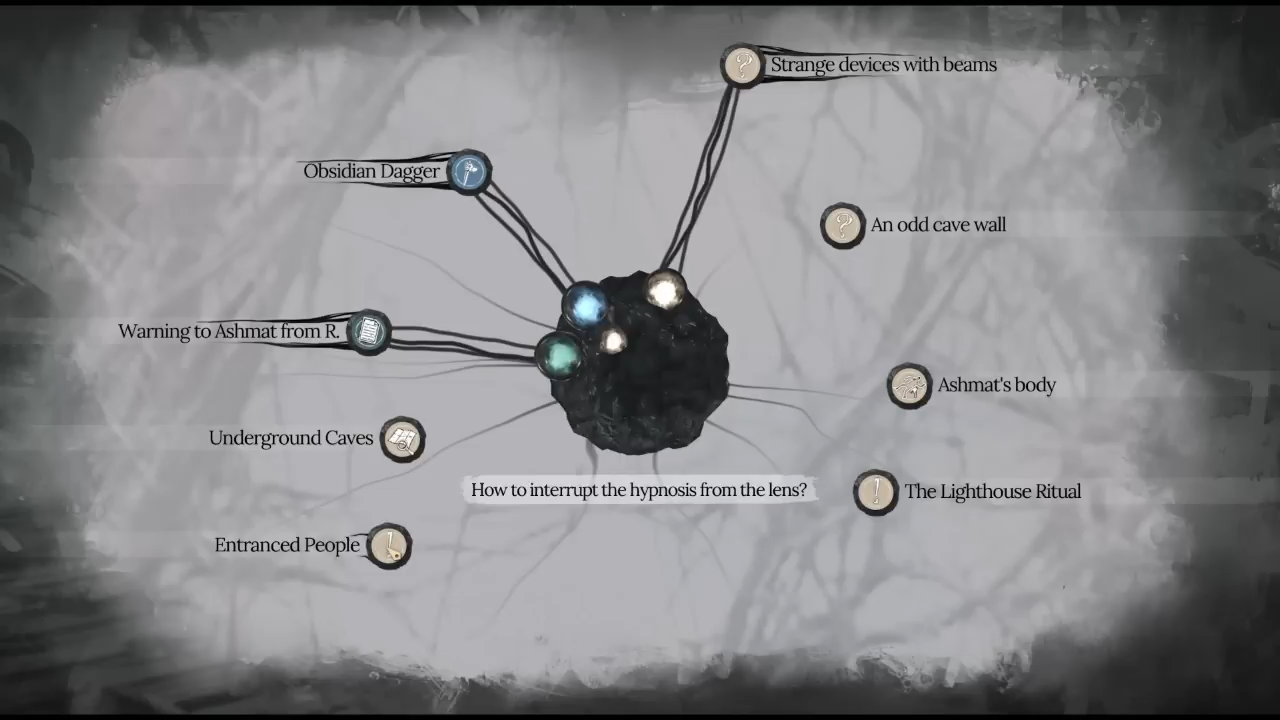 Strange devices with beams
Obsidian Dagger
An odd cave wall
Warning to Ashmat from R.
Ashmat's body
Underground Caves
How to interrupt the hypnosis from the lens?
The Lighthouse Ritual
Entranced People